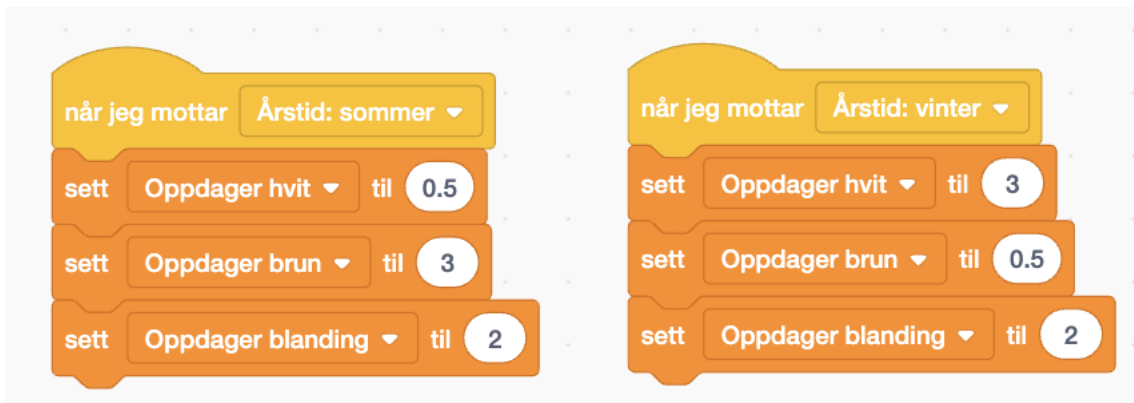 når jeg mottar Årstid: sommer
sett Oppdager hvit til 0.5
sett Oppdager brun til 3
sett Oppdager blanding til 2
når jeg mottar Årstid: vinter
sett Oppdager hvit til 3
sett Oppdager brun til 0.5
sett Oppdager blanding til 2